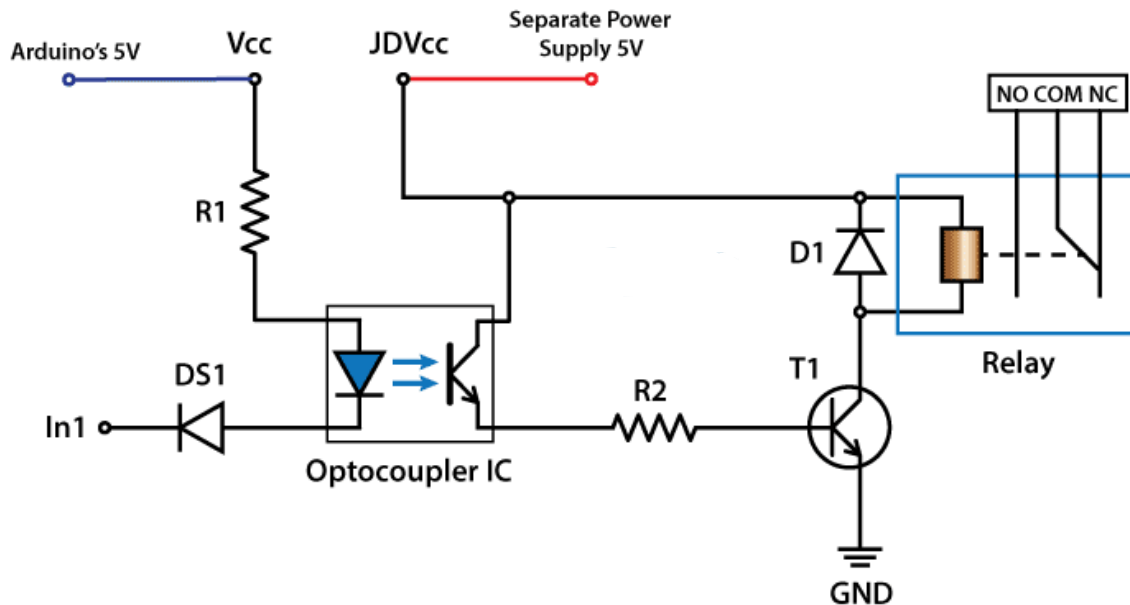 Arduino's 5V
Vcc
JDVcc
Separate Power
Supply 5V
NO COM NC
R1
D1
Relay
DS1
In1
Optocoupler IC
R2
T1
GND